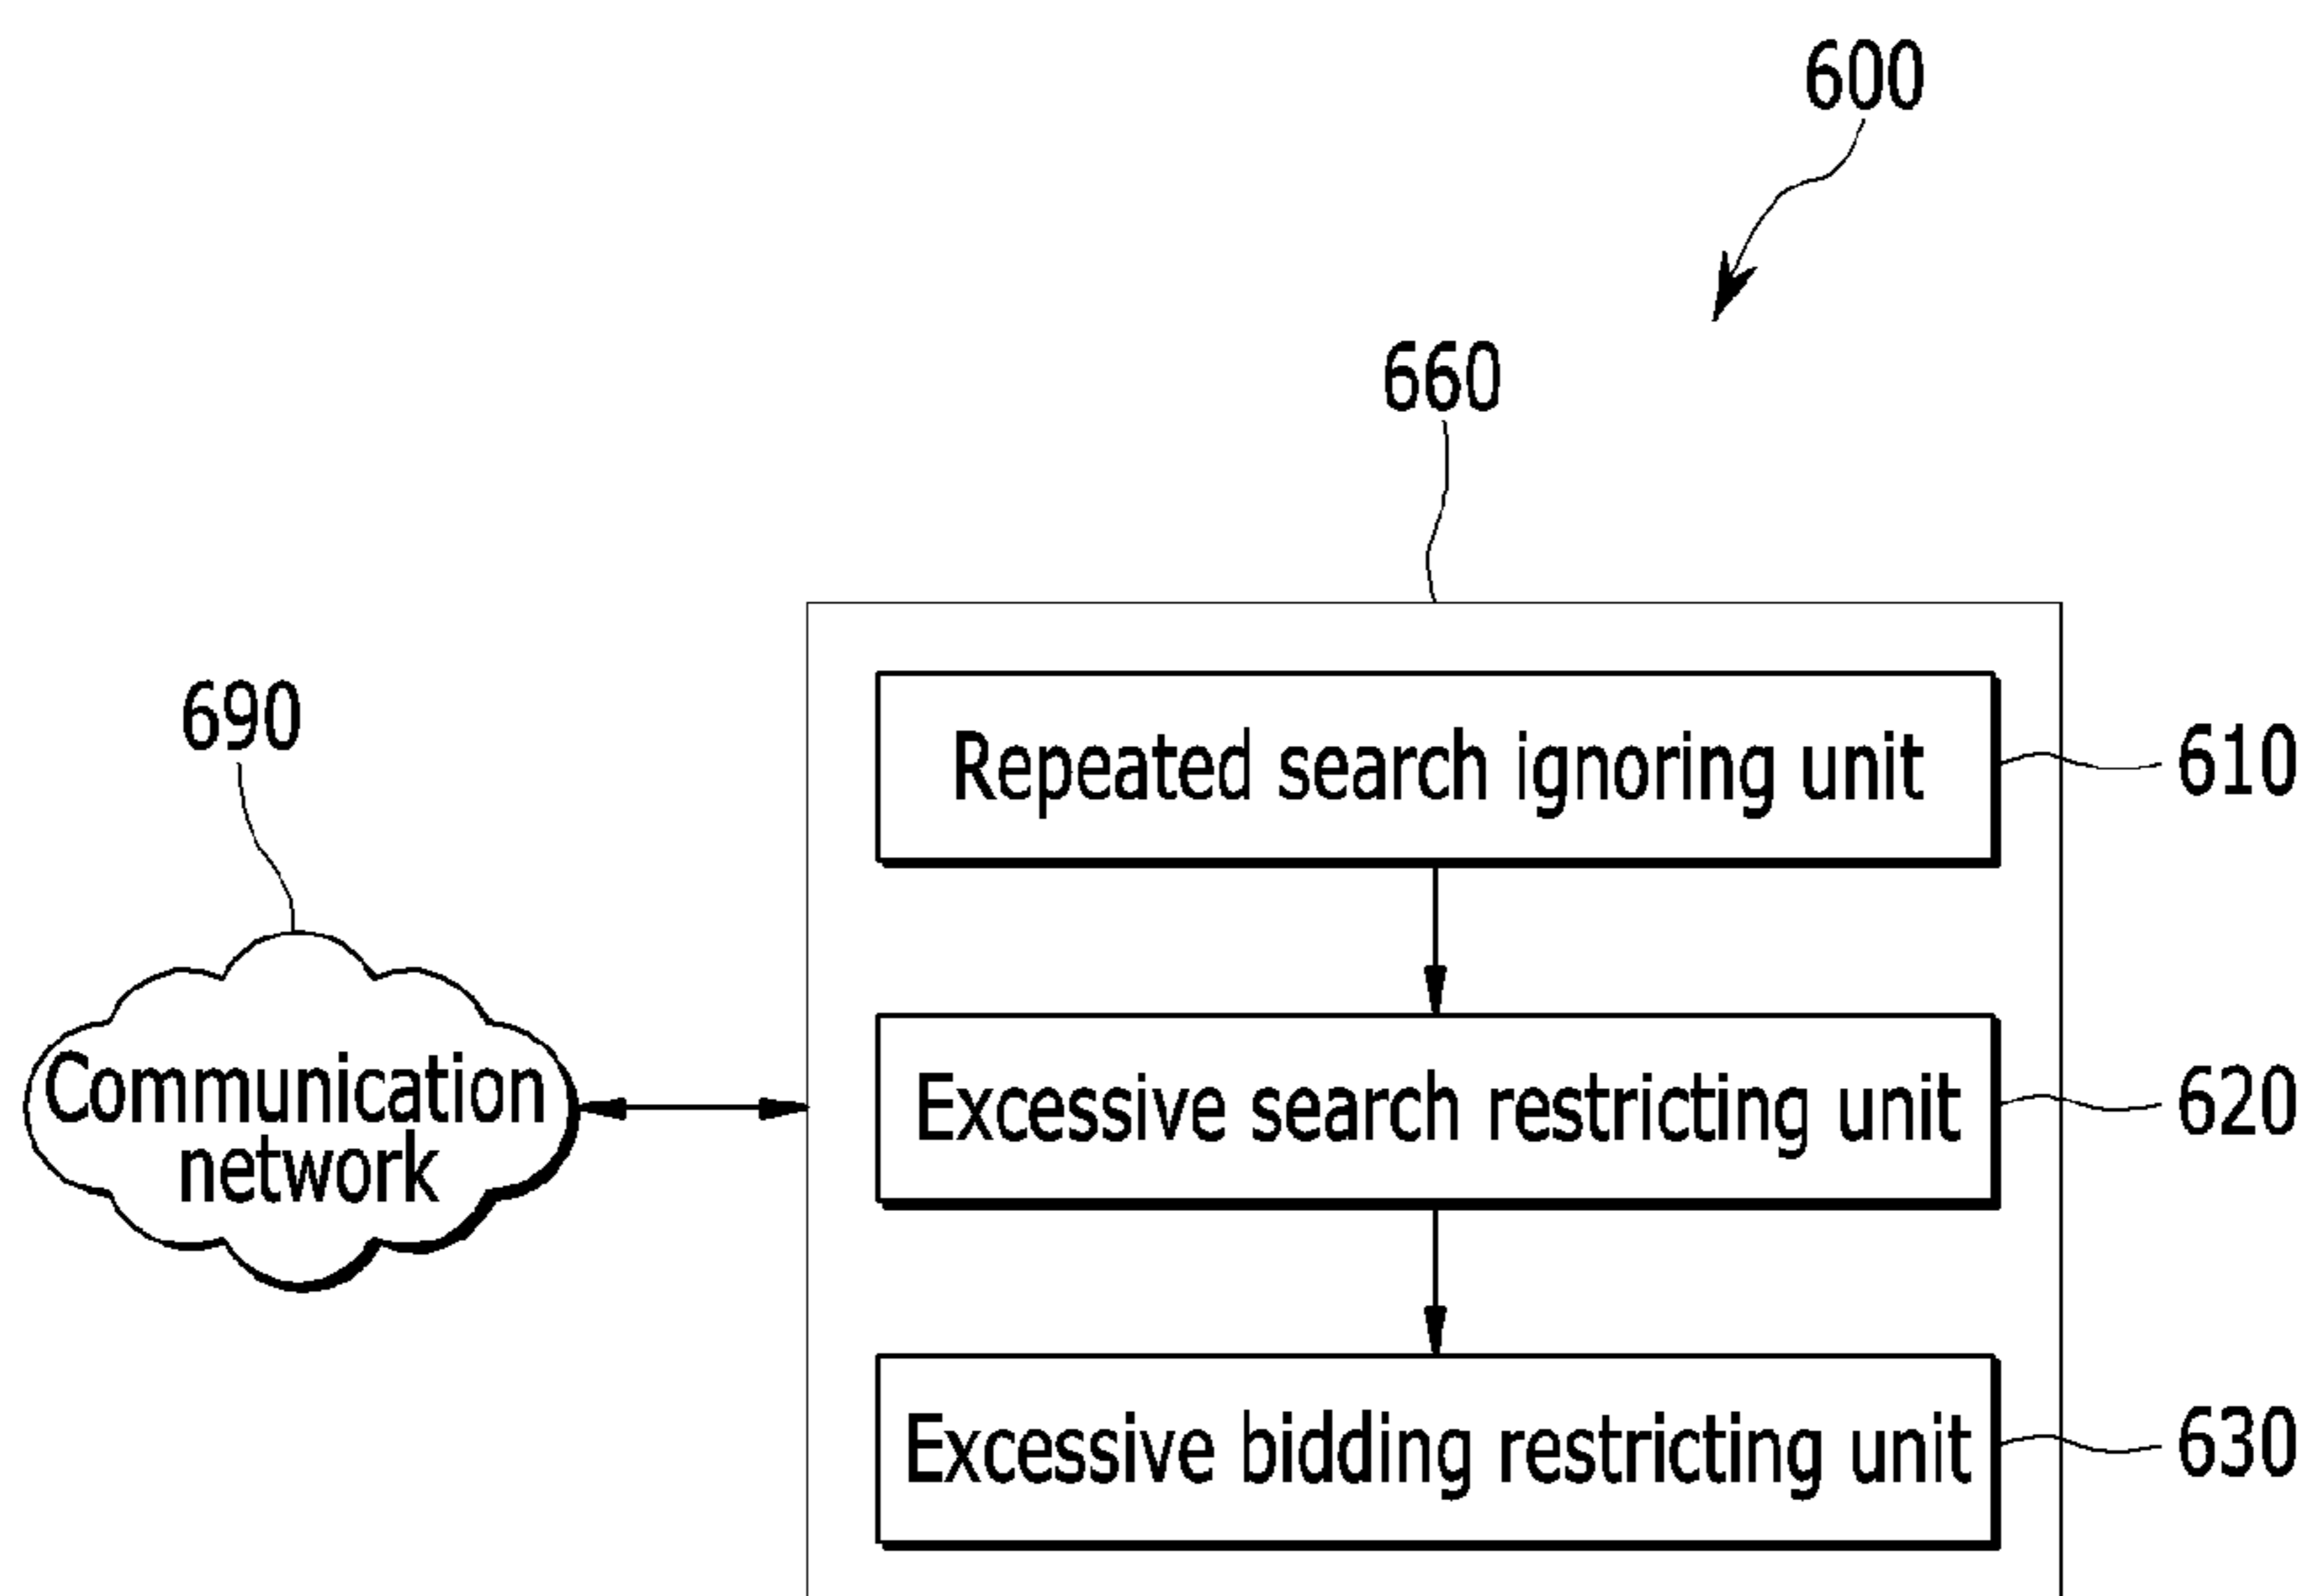 600
660
690
Repeated search ignoring unit
610
Communication
network
Excessive search restricting unit
620
Excessive bidding restricting unit
630